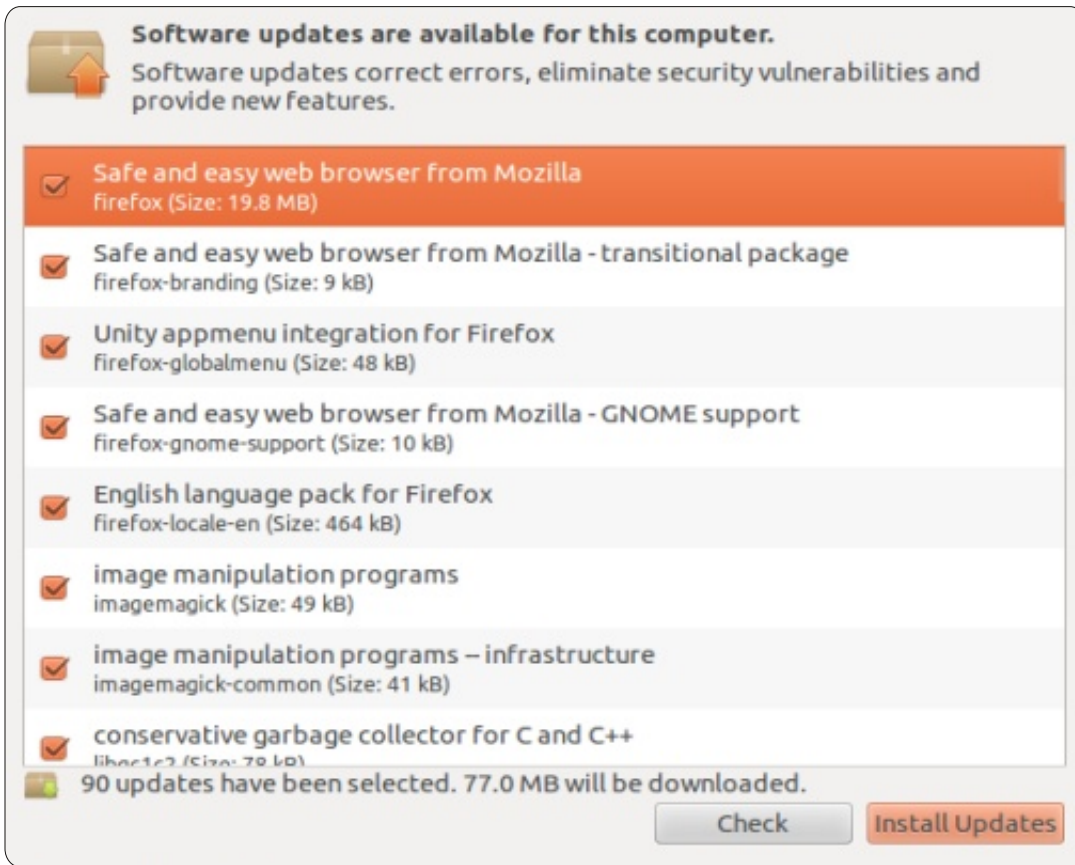 Software updates are available for this computer.
Software updates correct errors, eliminate security vulnerabilities and
provide new features.
Safe and easy web browser from Mozilla
firefox (Size: 19.8 MB)
Safe and easy web browser from Mozilla - transitional package
firefox-branding (Size: 9 kB)
Unity appmenu integration for Firefox
firefox-globalmenu (Size: 48 kB)
Safe and easy web browser from Mozilla - GNOME support
firefox-gnome-support (Size: 10 kB)
English language pack for Firefox
firefox-locale-en (Size: 464 kB)
image manipulation programs
imagemagick (Size: 49 kB)
image manipulation programs – infrastructure
imagemagick-common (Size: 41 kB)
conservative garbage collector for C and C++
libgc1c2 (Size: 78 kB)
90 updates have been selected. 77.0 MB will be downloaded.
Check
Install Updates